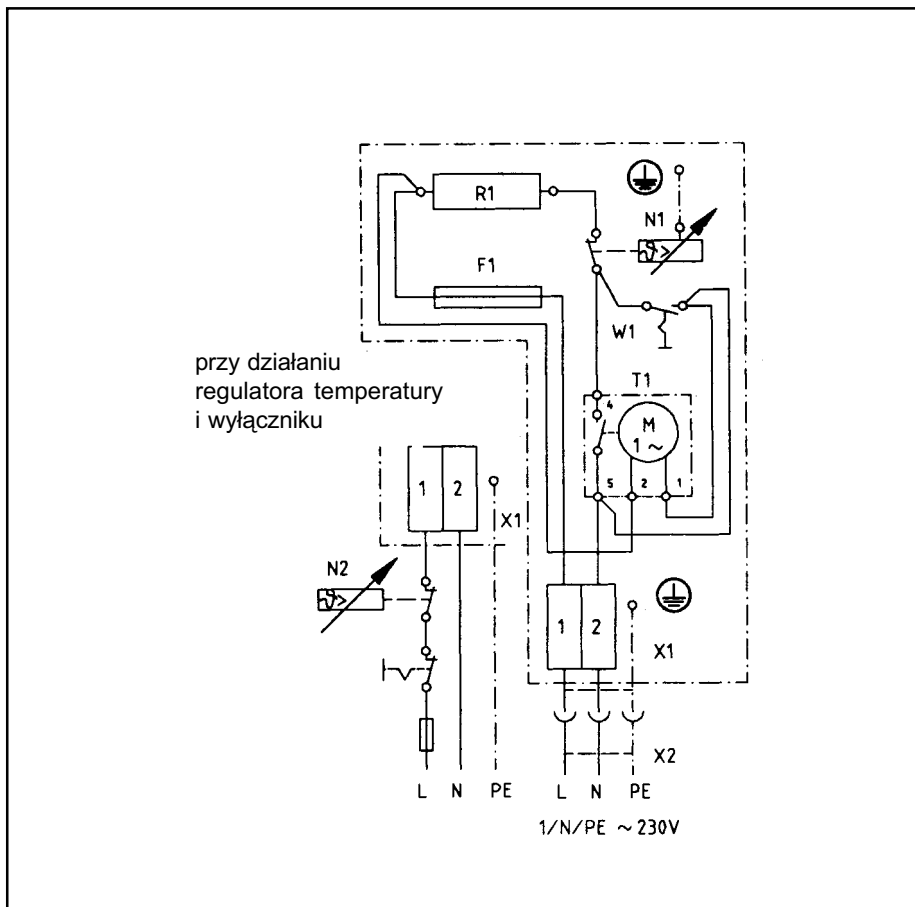 R1
N1
F1
W1
przy działaniu
regulatora temperatury
i wyłączniku
T1
4
M
1 ~
5 2 1
1 2
X1
N2
1 2
X1
X2
L N PE
L N PE
1/N/PE ~ 230V